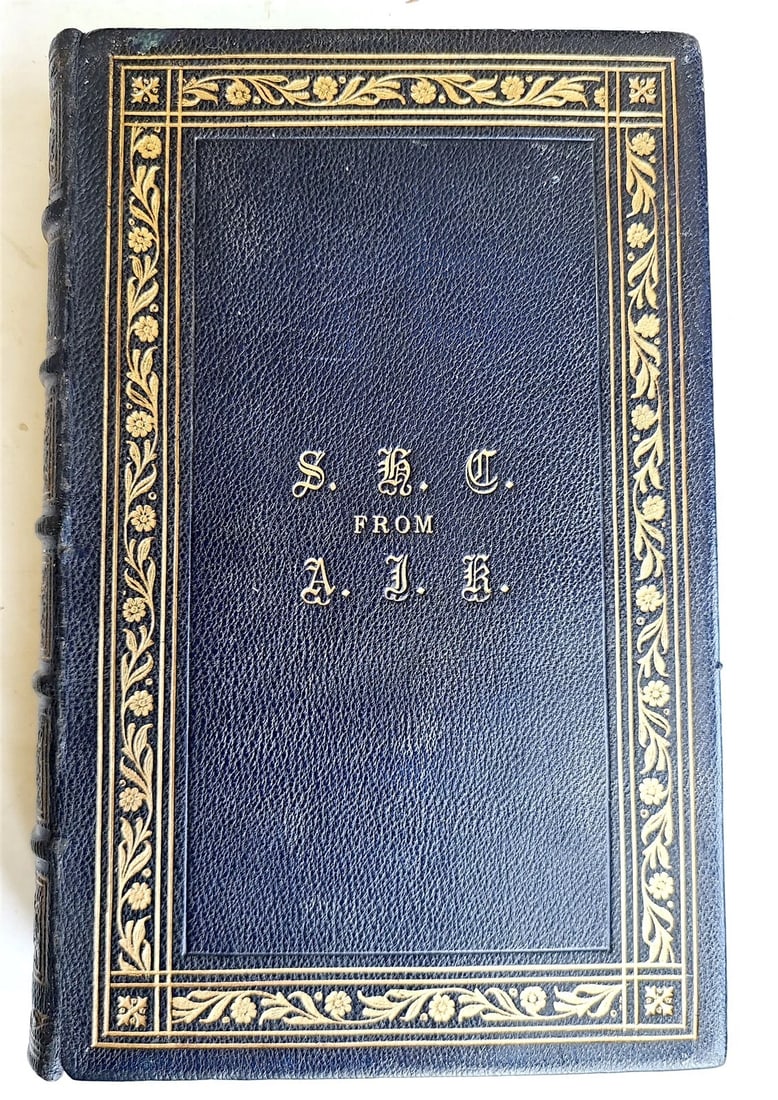 S. H. C.
FROM
A. J. K.